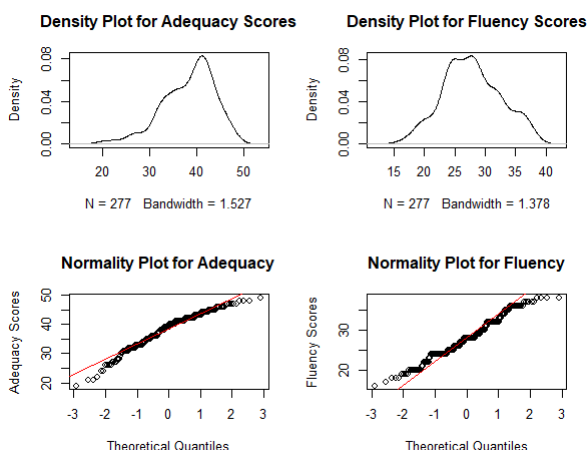 Density Plot for Adequacy Scores
Density
0.00 0.04 0.08
20 30 40 50
N = 277 Bandwidth = 1.527
Density Plot for Fluency Scores
Density
0.00 0.04 0.08
15 20 25 30 35 40
N = 277 Bandwidth = 1.378
Normality Plot for Adequacy
Adequacy Scores
20 30 40 50
-3 -2 -1 0 1 2 3
Theoretical Quantiles
Normality Plot for Fluency
Fluency Scores
20 30
-3 -2 -1 0 1 2 3
Theoretical Quantiles